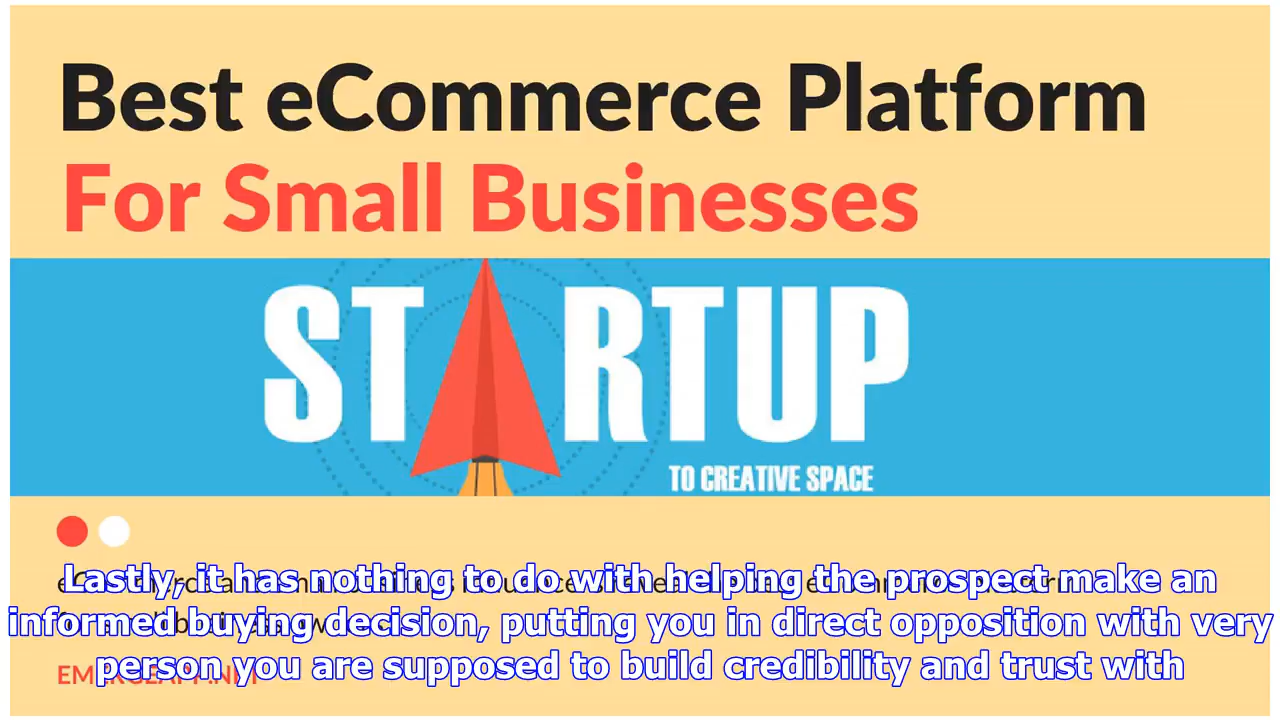 Best eCommerce Platform
For Small Businesses
STARTUP
TO CREATIVE SPACE
Lastly, it has nothing to do with helping the prospect make an
informed buying decision, putting you in direct opposition with very
person you are supposed to build credibility and trust with